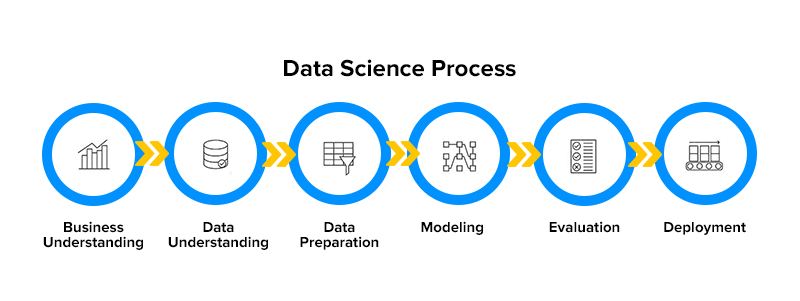 Data Science Process
Business
Understanding
Data
Understanding
Data
Preparation
Modeling
Evaluation
Deployment